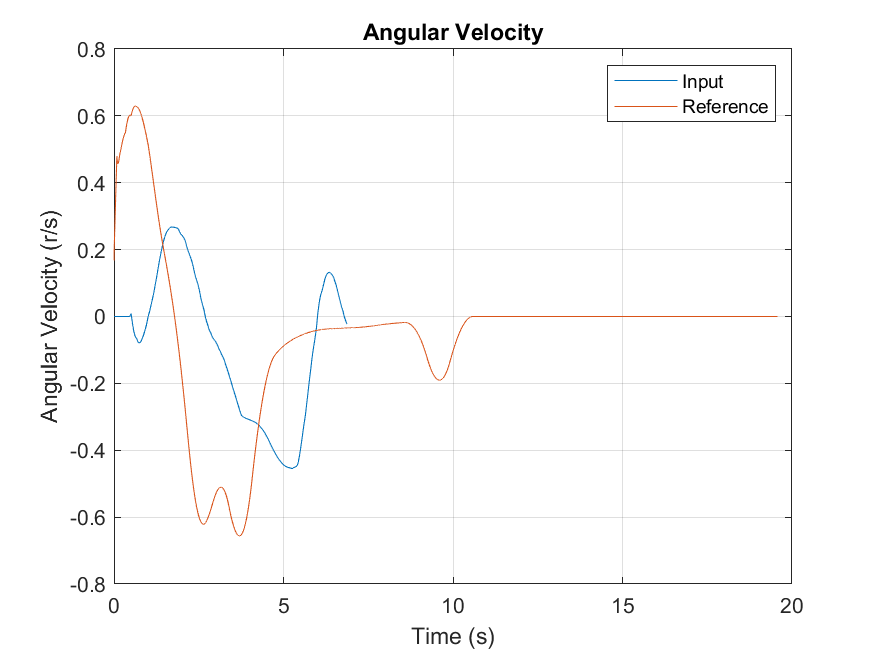 Angular Velocity
0.8
0.6
0.4
0.2
0
-0.2
-0.4
-0.6
-0.8
Angular Velocity (r/s)
Input
Reference
0 5 10 15 20
Time (s)